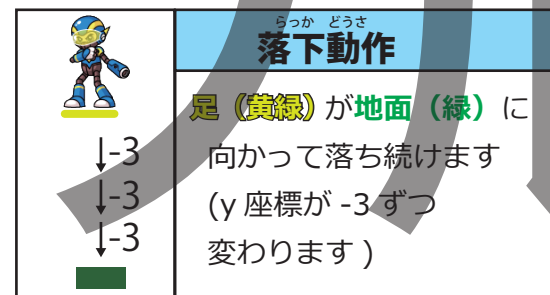 らっか どうさ
落下動作
足（黄緑）が地面（緑）に
向かって落ち続けます
(y 座標が -3 ずつ
変わります )
↓-3
↓-3
↓-3